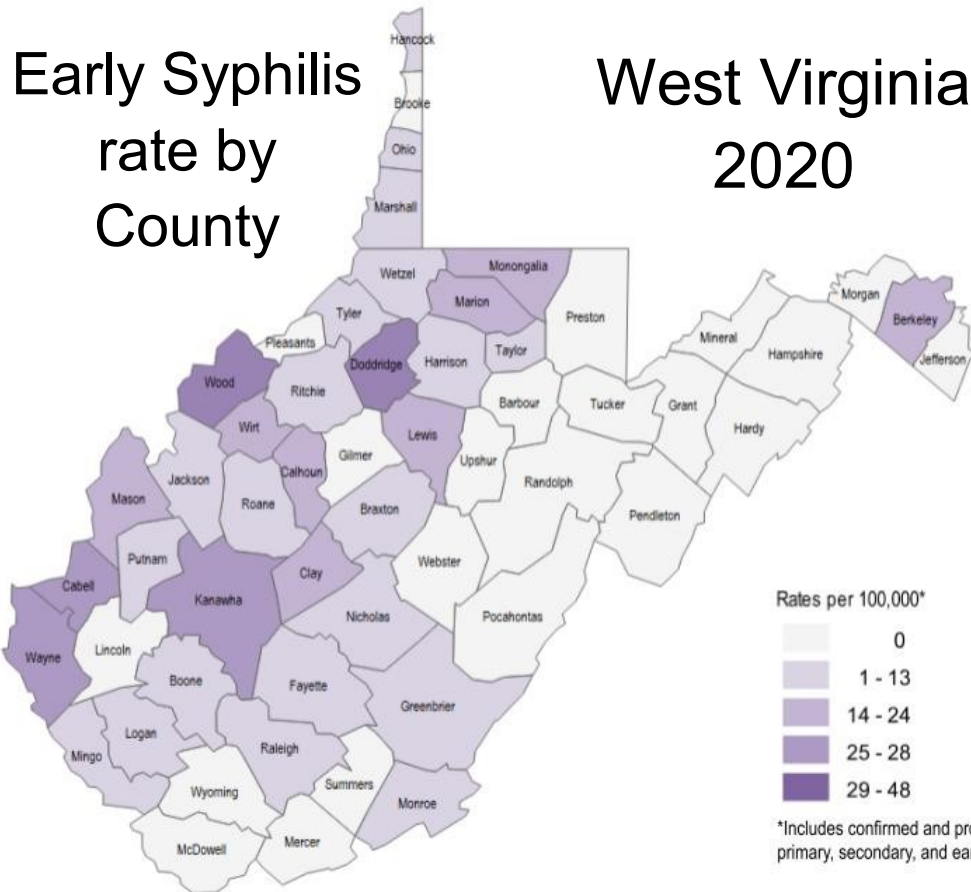 Early Syphilis
rate by
County
West Virginia
2020
Hancock
Brooke
Ohio
Marshall
Wetzel
Monongalia
Marion
Tyler
Pleasants
Preston
Morgan
Berkeley
Jefferson
Mineral
Hampshire
Doddridge
Harrison
Taylor
Wood
Ritchie
Barbour
Tucker
Grant
Hardy
Wirt
Lewis
Gilmer
Upshur
Calhoun
Jackson
Roane
Randolph
Mason
Braxton
Pendleton
Putnam
Webster
Clay
Cabell
Kanawha
Nicholas
Pocahontas
Wayne
Lincoln
Boone
Fayette
Greenbrier
Logan
Raleigh
Mingo
Summers
Wyoming
Monroe
Mercer
McDowell
Rates per 100,000*
0
1 - 13
14 - 24
25 - 28
29 - 48
*Includes confirmed and
primary, secondary, and